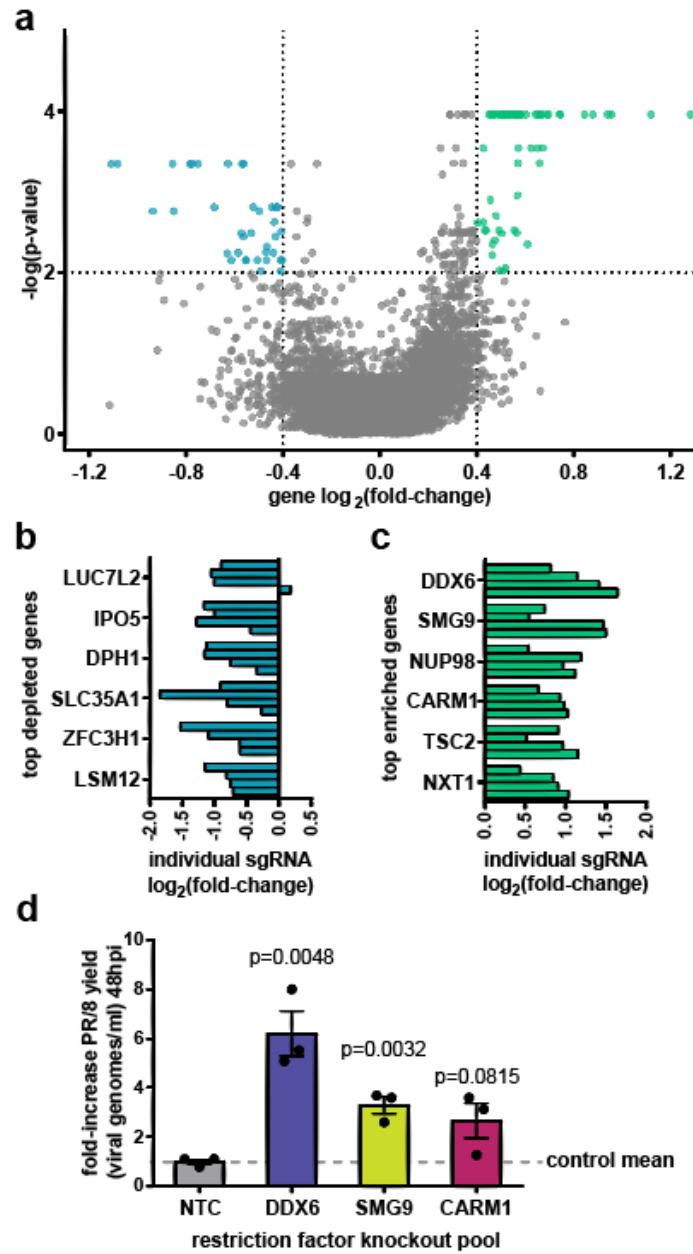 a
-log(p-value)
4
2
0
-1.2 -0.8 -0.4 0.0 0.4 0.8 1.2
gene log2(fold-change)
b
top depleted genes
LUC7L2
IPO5
DPH1
SLC35A1
ZFC3H1
LSM12
-2.0 -1.5 -1.0 -0.5 0.0 0.5
individual sgRNA
log2(fold-change)
c
top enriched genes
DDX6
SMG9
NUP98
CARM1
TSC2
NXT1
0.0 0.5 1.0 1.5 2.0
individual sgRNA
log2(fold-change)
d
fold-increase PR/8 yield
(viral genomes/ml) 48hpi
10
8
6
4
2
0
p=0.0048
p=0.0032
p=0.0815
control mean
NTC DDX6 SMG9 CARM1
restriction factor knockout pool